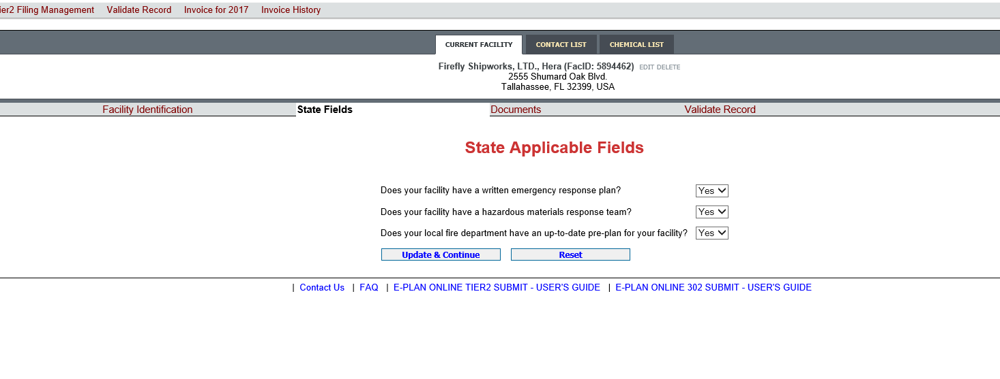 ier2 Filing Management Validate Record Invoice for 2017 Invoice History
CURRENT FACILITY CONTACT LIST CHEMICAL LIST
Firefly Shipworks, LTD., Hera (FacID: 5894462) EDIT DELETE
2555 Shumard Oak Blvd.
Tallahassee, FL 32399, USA
Facility Identification State Fields Documents Validate Record
State Applicable Fields
Does your facility have a written emergency response plan? Yes
Does your facility have a hazardous materials response team? Yes
Does your local fire department have an up-to-date pre-plan for your facility? Yes
Update & Continue Reset
| Contact Us | FAQ | E-PLAN ONLINE TIER2 SUBMIT - USER'S GUIDE | E-PLAN ONLINE 302 SUBMIT - USER'S GUIDE